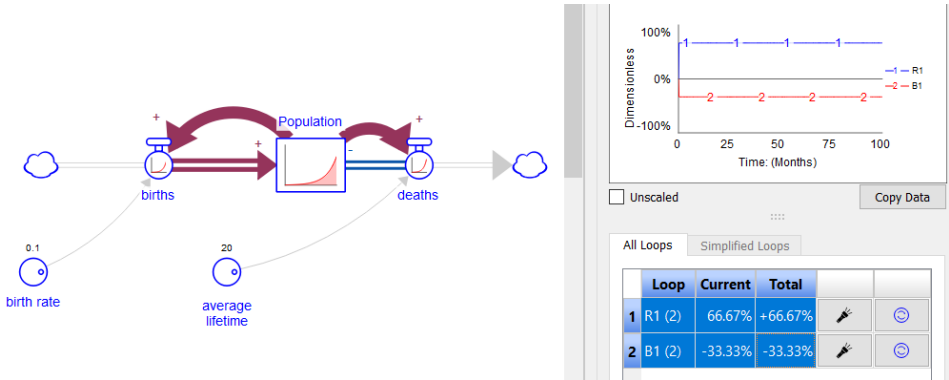 Population
+
+
+
-
births
deaths
0.1
birth rate
20
average
lifetime
100%
0%
-100%
Dimensionless
1 1 1 1
2 2 2 2
1 R1
2 B1
0 25 50 75 100
Time: (Months)
Unscaled
Copy Data
All Loops Simplified Loops
Loop Current Total
1 R1 (2) 66.67% +66.67%
2 B1 (2) -33.33% -33.33%